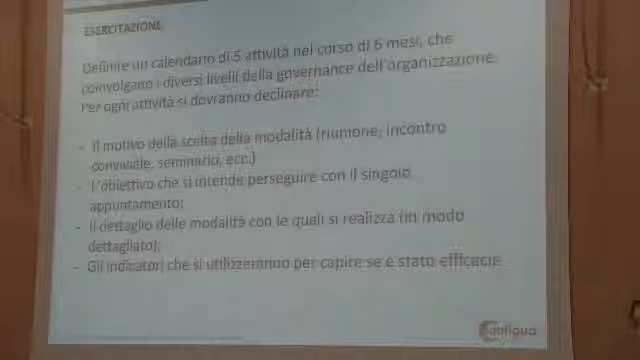 ESERCITAZIONE
Definire un calendario di 5 attività nel corso di 6 mesi, che
coinvolgano i diversi livelli della governance dell'organizzazione.
Per ogni attività si dovranno declinare:
- Il motivo della scelta della modalità (riunione, incontro
conviviale, seminario, ecc.)
- L'obiettivo che si intende perseguire con il singolo
appuntamento;
- Il dettaglio delle modalità con le quali si realizza (in modo
dettagliato);
- Gli indicatori che si utilizzeranno per capire se è stato efficacie